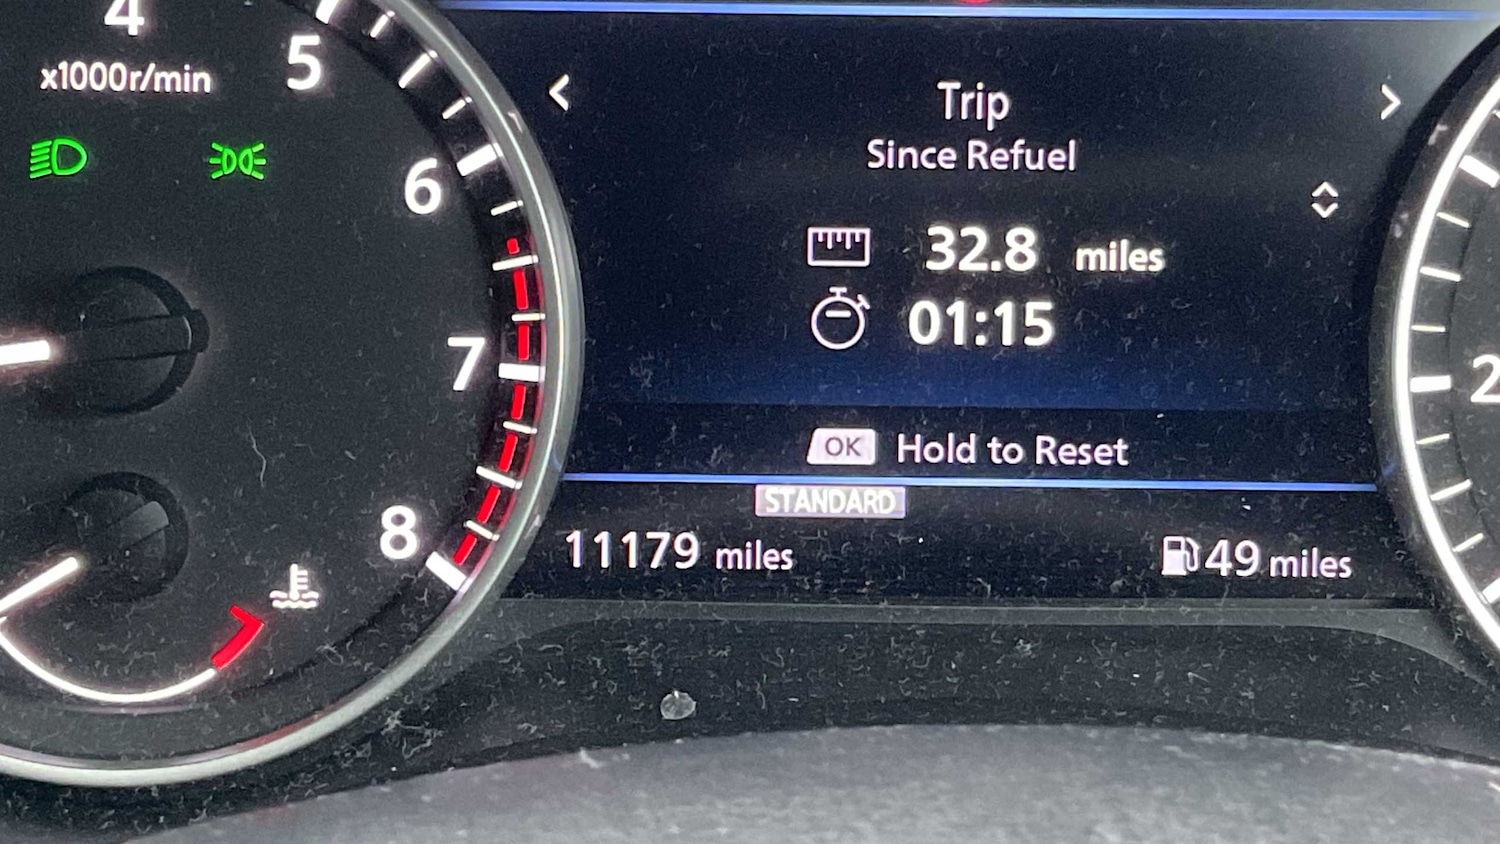 4
x1000r/min
5
6
7
8
Trip
Since Refuel
32.8 miles
01:15
OK Hold to Reset
STANDARD
11179 miles
49 miles
2